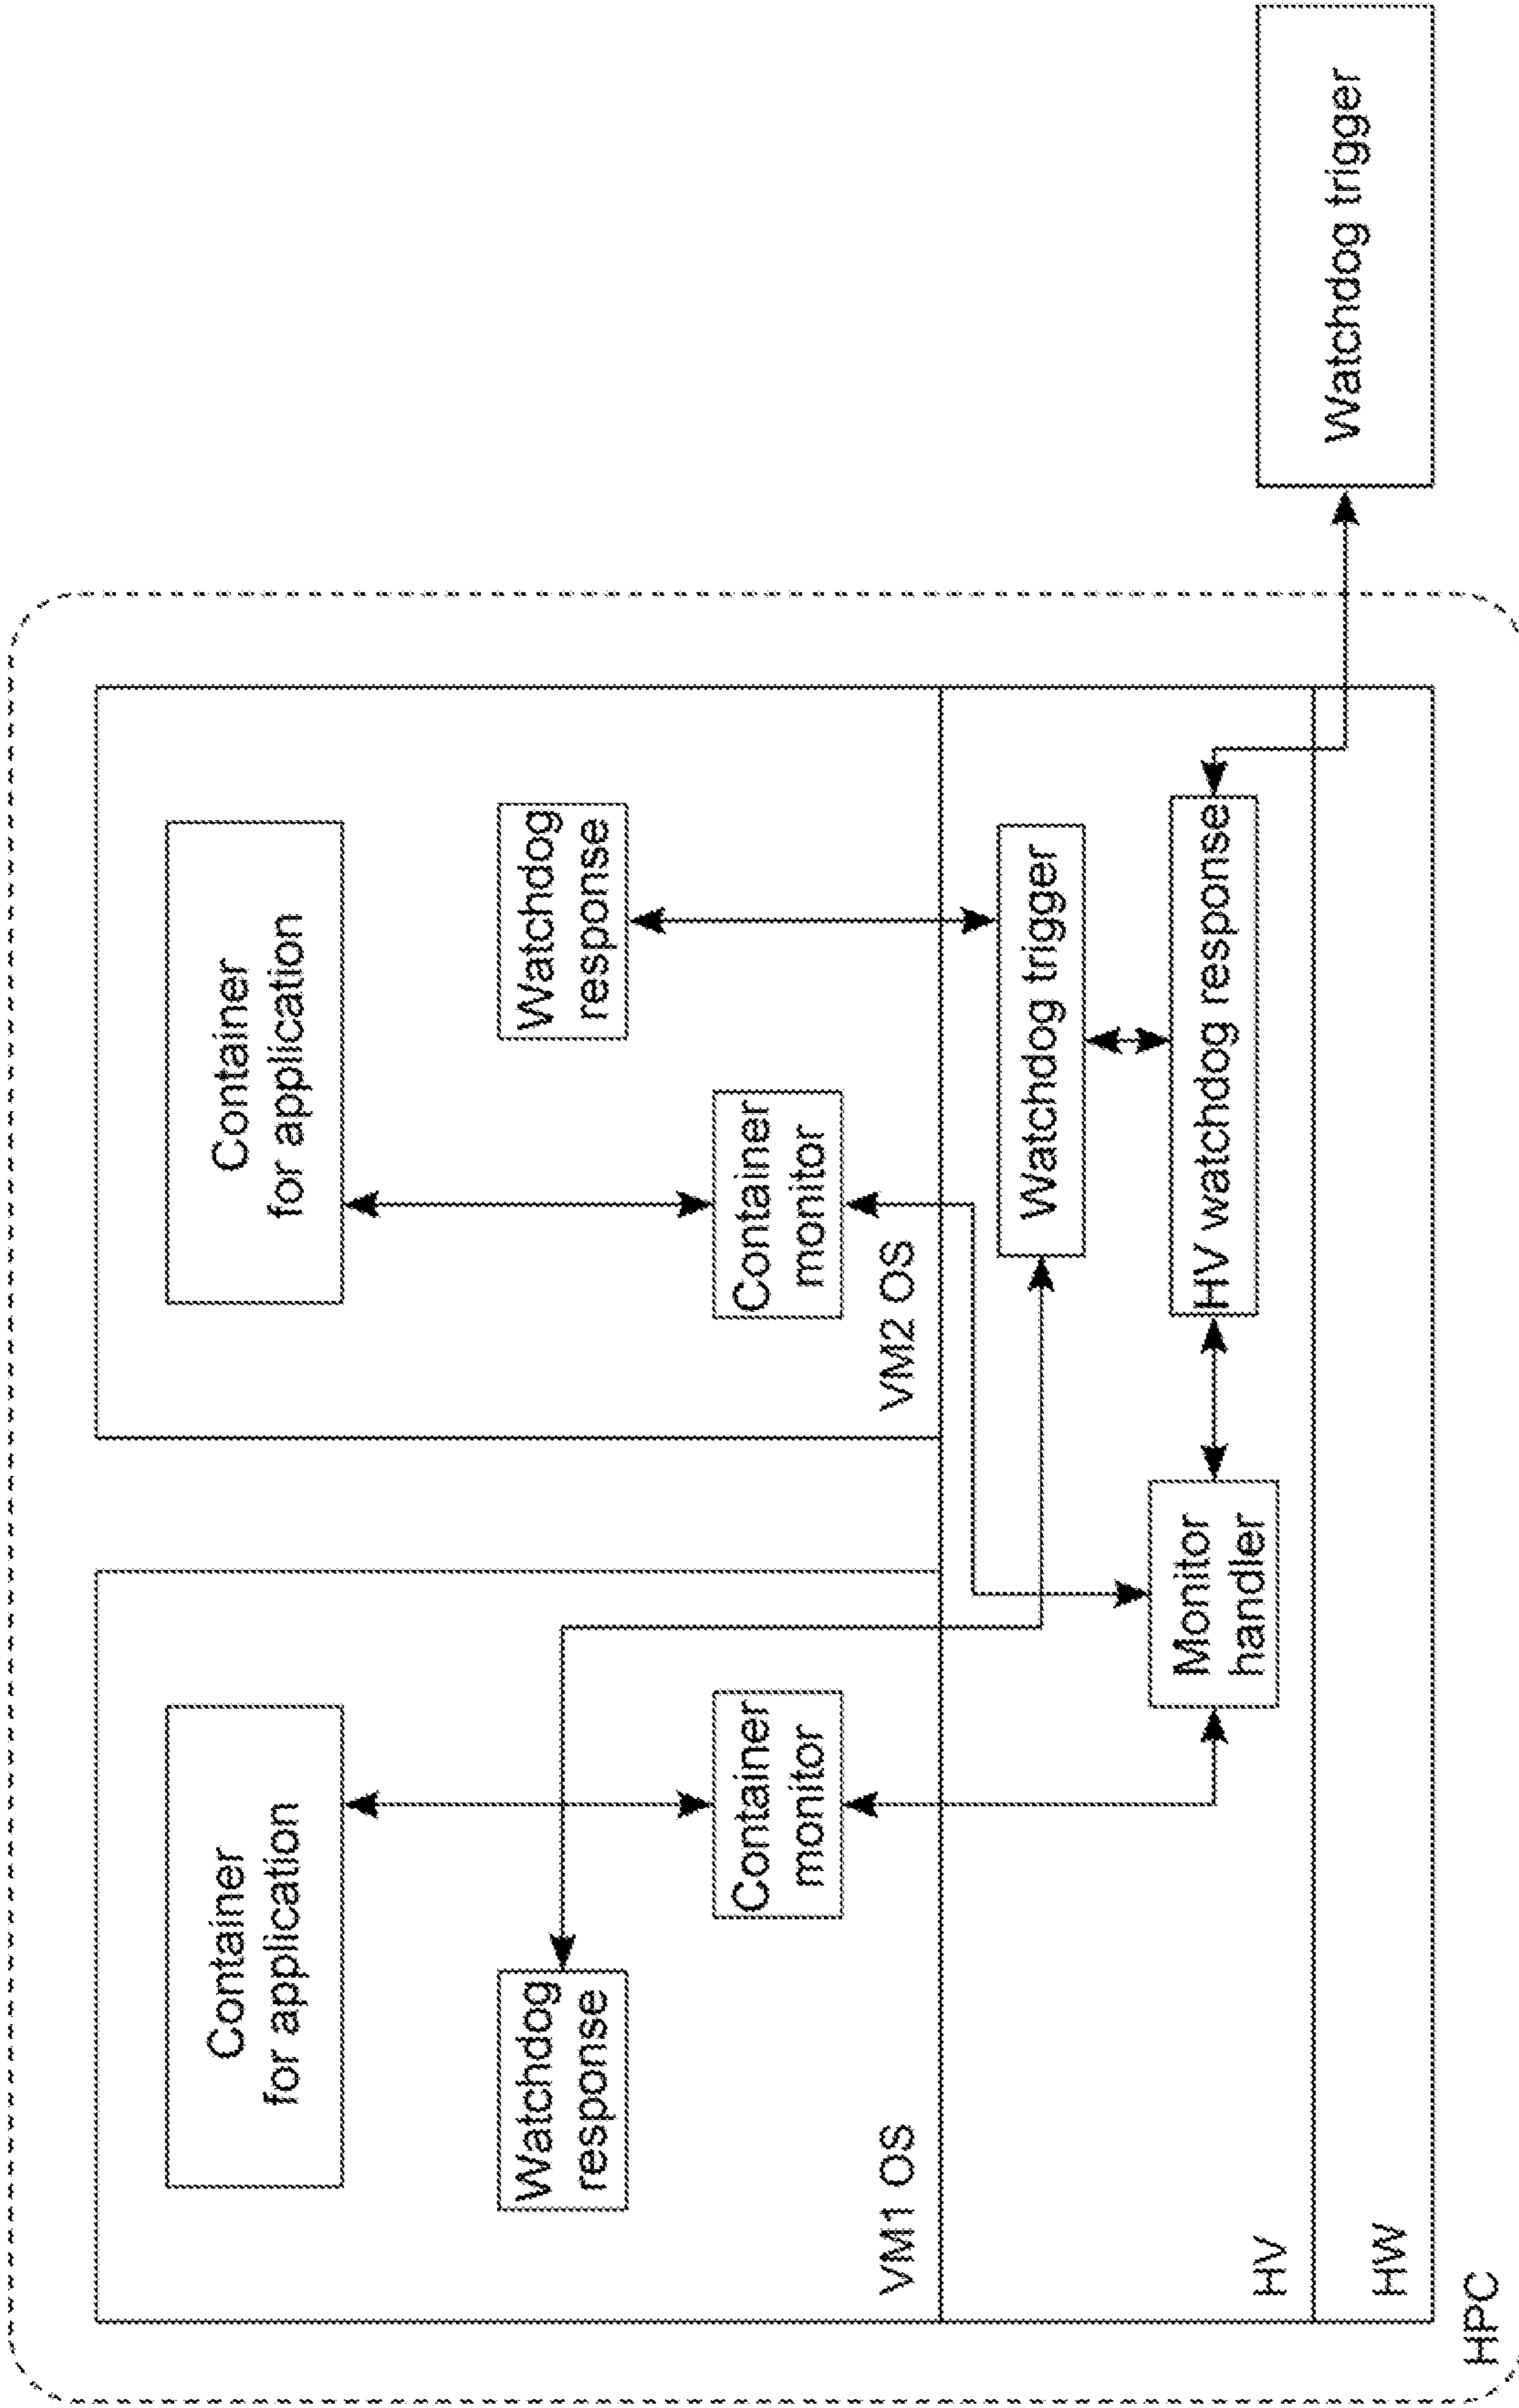 Container
for application
Container
for application
Watchdog
response
Watchdog
response
Container
monitor
Container
monitor
VM1 OS
VM2 OS
Watchdog trigger
Monitor
handler
HV watchdog response
HV
HW
Watchdog trigger
HPC